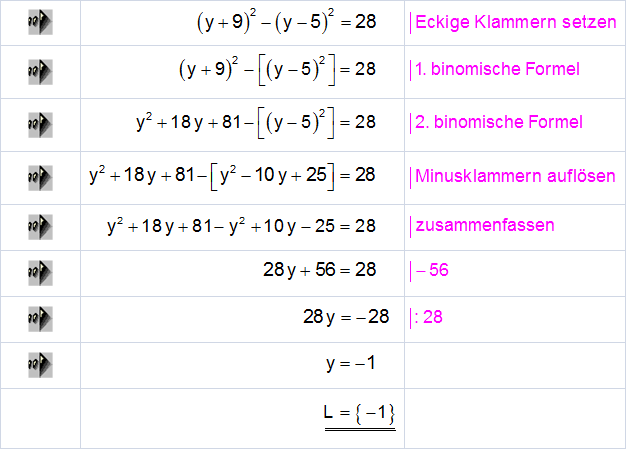 (y + 9)² − (y − 5)² = 28 | Eckige Klammern setzen
(y + 9)² − [(y − 5)²] = 28 | 1. binomische Formel
y² + 18y + 81 − [(y − 5)²] = 28 | 2. binomische Formel
y² + 18y + 81 − [y² − 10y + 25] = 28 | Minusklammern auflösen
y² + 18y + 81 − y² + 10y − 25 = 28 | zusammenfassen
28y + 56 = 28 | − 56
28y = −28 | : 28
y = −1
L = {−1}